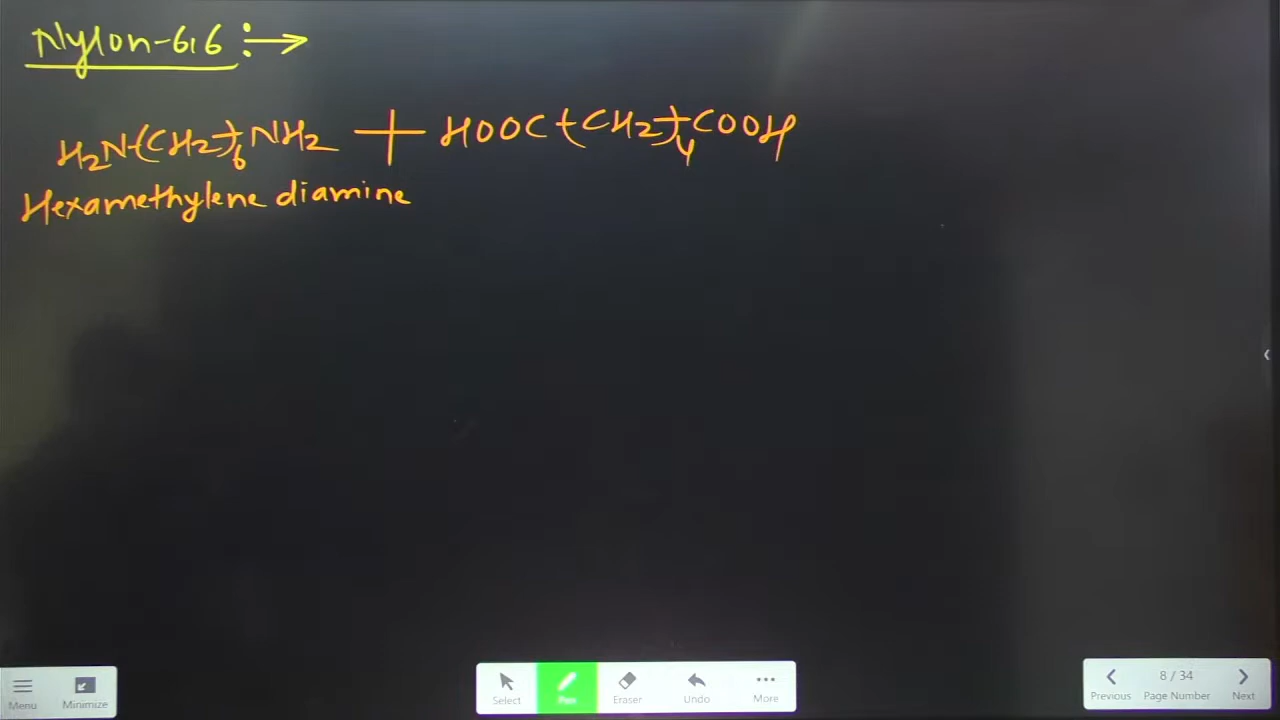 Nylon-6,6 :→
H2N-(CH2)6NH2 + HOOC-(CH2)4COOH
Hexamethylene diamine
Menu
Minimize
Select
Pen
Eraser
Undo
More
Previous
8 / 34
Page Number
Next